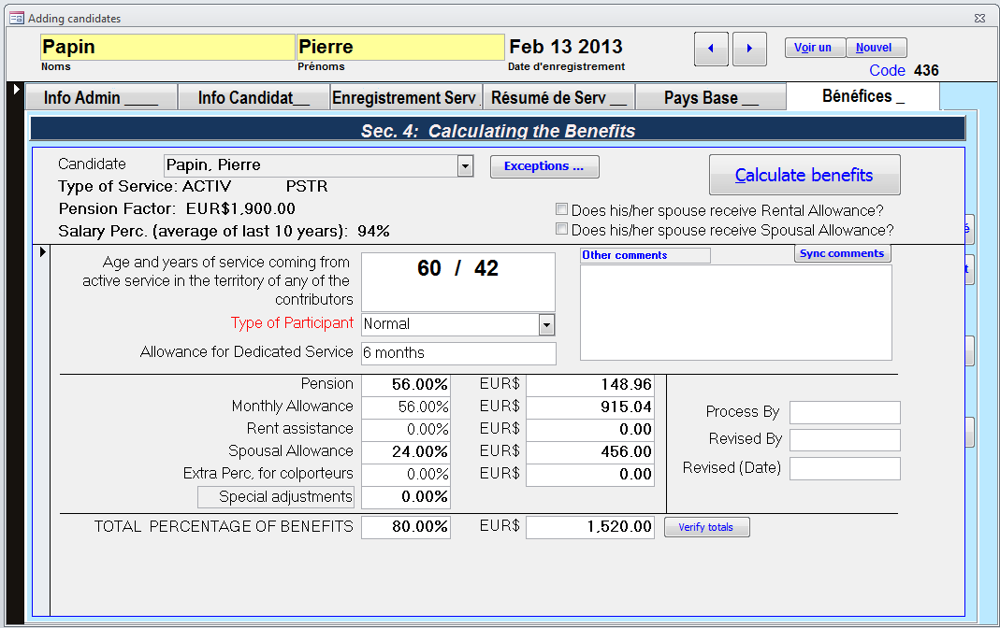 Adding candidates
Papin Pierre Feb 13 2013 Voir un Nouvel
Noms Prénoms Date d'enregistrement Code 436
Info Admin ____ Info Candidat__ Enregistrement Serv Résumé de Serv __ Pays Base __ Bénéfices _
Sec. 4: Calculating the Benefits
Candidate Papin, Pierre Exceptions ... Calculate benefits
Type of Service: ACTIV PSTR
Pension Factor: EUR$1,900.00 Does his/her spouse receive Rental Allowance?
Salary Perc. (average of last 10 years): 94% Does his/her spouse receive Spousal Allowance?
Age and years of service coming from
active service in the territory of any of the
contributors
60 / 42
Other comments Sync comments
Type of Participant Normal
Allowance for Dedicated Service 6 months
Pension 56.00% EUR$ 148.96
Monthly Allowance 56.00% EUR$ 915.04
Rent assistance 0.00% EUR$ 0.00
Spousal Allowance 24.00% EUR$ 456.00
Extra Perc, for colporteurs 0.00% EUR$ 0.00
Special adjustments 0.00%
Process By
Revised By
Revised (Date)
TOTAL PERCENTAGE OF BENEFITS 80.00% EUR$ 1,520.00 Verify totals